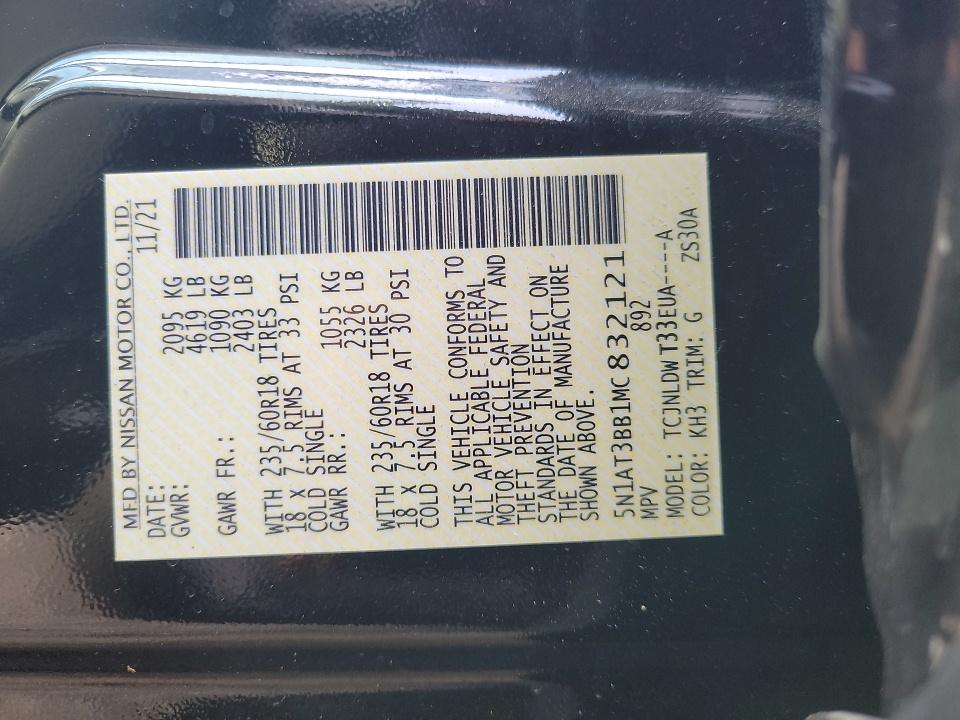 MFD BY NISSAN MOTOR CO., LTD.
DATE: 11/21
GVWR: 2095 KG
4619 LB
GAWR FR.: 1090 KG
2403 LB
WITH 235/60R18 TIRES
18 X 7.5 RIMS AT 33 PSI
COLD SINGLE
GAWR RR.: 1055 KG
2326 LB
WITH 235/60R18 TIRES
18 X 7.5 RIMS AT 30 PSI
COLD SINGLE
THIS VEHICLE CONFORMS TO
ALL APPLICABLE FEDERAL
MOTOR VEHICLE SAFETY AND
THEFT PREVENTION
STANDARDS IN EFFECT ON
THE DATE OF MANUFACTURE
SHOWN ABOVE.
5N1AT3BB1MC832121
MPV 892
MODEL: TCJNLDWT33EUA----A
COLOR: KH3 TRIM: G ZS30A